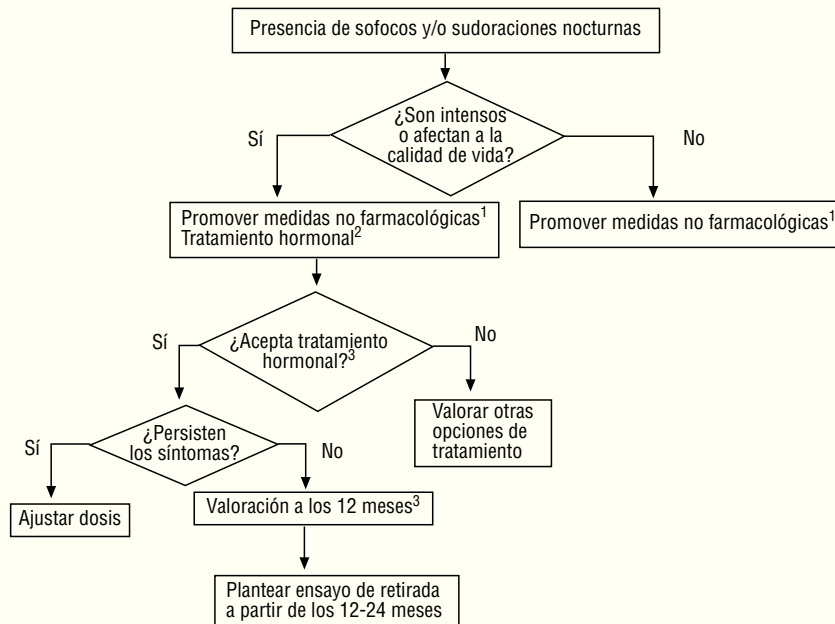 Presencia de sofocos y/o sudoraciones nocturnas
¿Son intensos
o afectan a la
calidad de vida?
Sí
No
Promover medidas no farmacológicas¹
Tratamiento hormonal²
Promover medidas no farmacológicas¹
¿Acepta tratamiento
hormonal?³
Sí
No
Valorar otras
opciones de
tratamiento
¿Persisten
los síntomas?
Sí
No
Ajustar dosis
Valoración a los 12 meses³
Plantear ensayo de retirada
a partir de los 12-24 meses